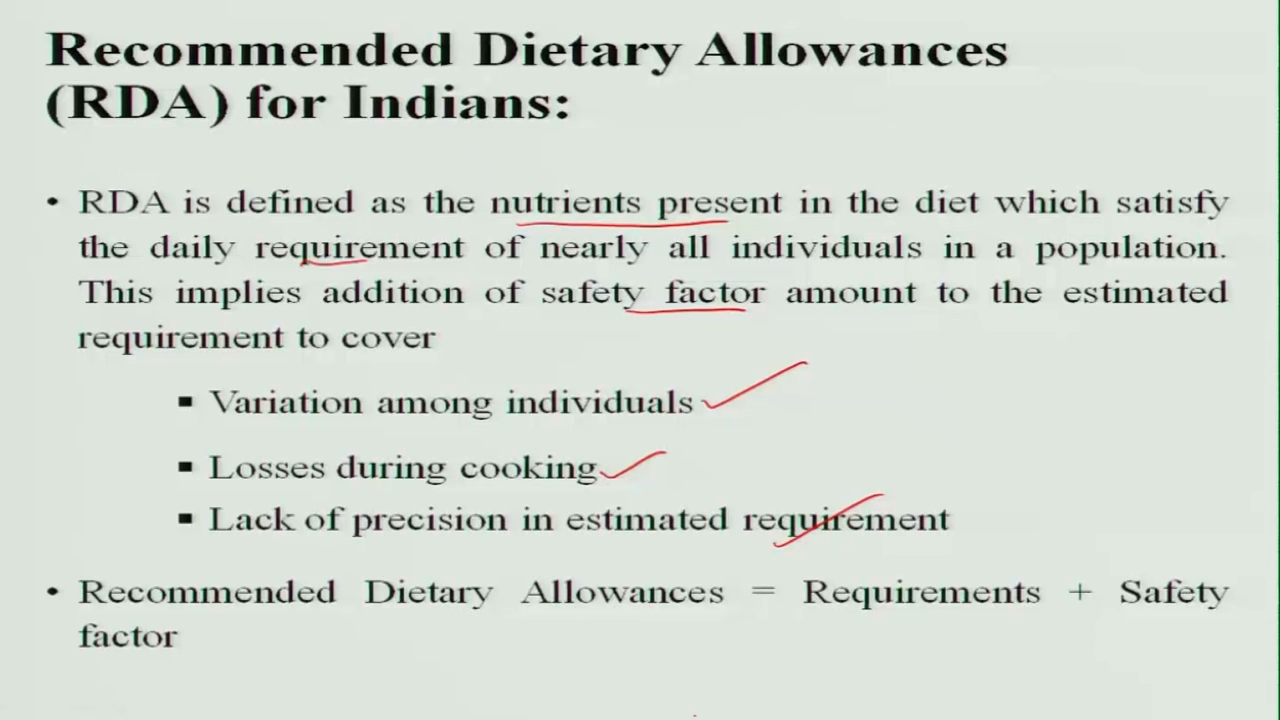 Recommended Dietary Allowances
(RDA) for Indians:
• RDA is defined as the nutrients present in the diet which satisfy
the daily requirement of nearly all individuals in a population.
This implies addition of safety factor amount to the estimated
requirement to cover
▪ Variation among individuals
▪ Losses during cooking
▪ Lack of precision in estimated requirement
• Recommended Dietary Allowances = Requirements + Safety
factor